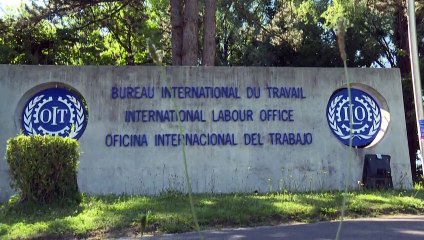 BUREAU INTERNATIONAL DU TRAVAIL
INTERNATIONAL LABOUR OFFICE
OFICINA INTERNACIONAL DEL TRABAJO
OIT
ILO